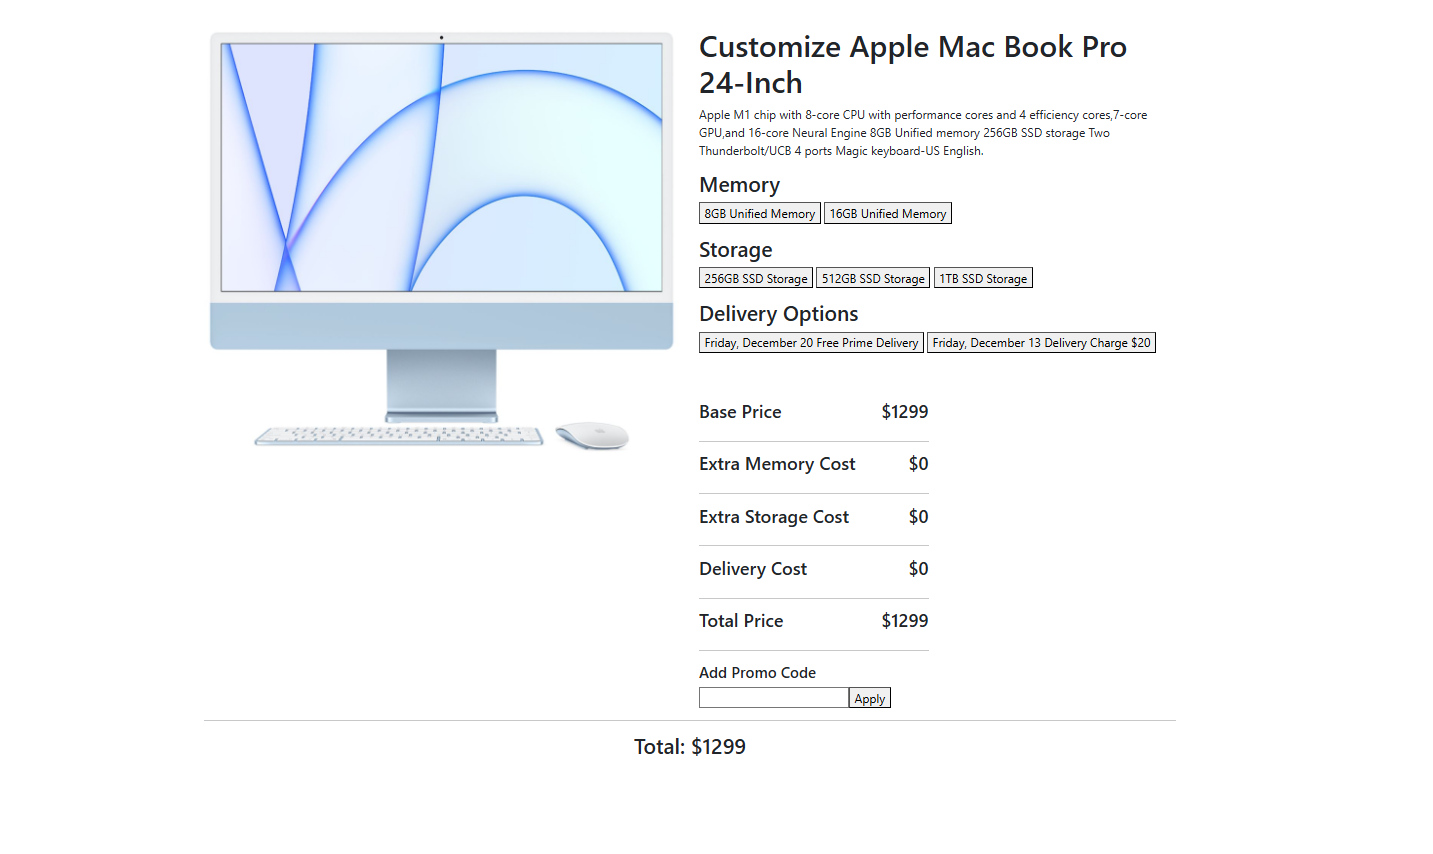 Customize Apple Mac Book Pro
24-Inch
Apple M1 chip with 8-core CPU with performance cores and 4 efficiency cores,7-core
GPU,and 16-core Neural Engine 8GB Unified memory 256GB SSD storage Two
Thunderbolt/UCB 4 ports Magic keyboard-US English.
Memory
8GB Unified Memory 16GB Unified Memory
Storage
256GB SSD Storage 512GB SSD Storage 1TB SSD Storage
Delivery Options
Friday, December 20 Free Prime Delivery Friday, December 13 Delivery Charge $20
Base Price $1299
Extra Memory Cost $0
Extra Storage Cost $0
Delivery Cost $0
Total Price $1299
Add Promo Code
Apply
Total: $1299